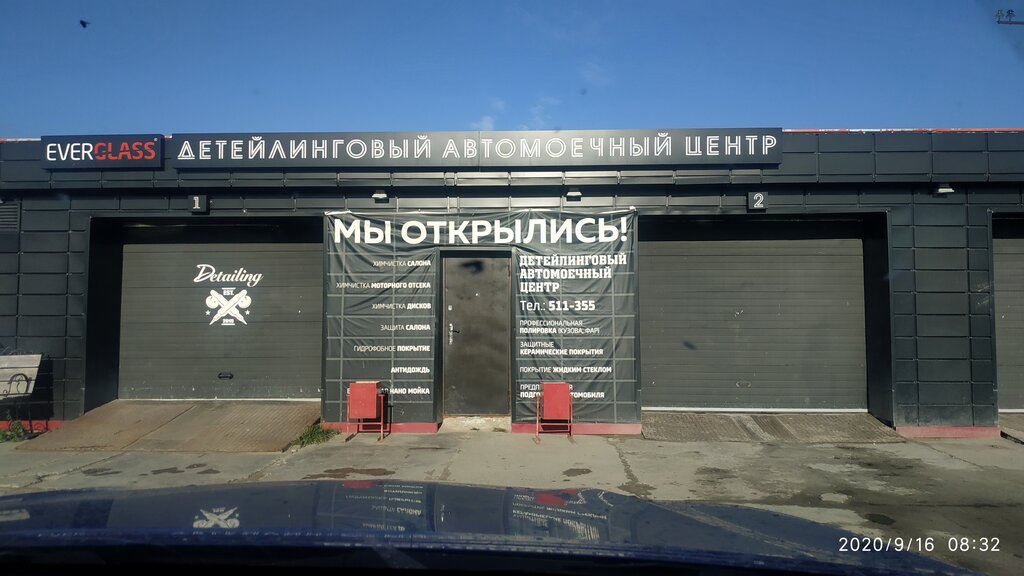 EVERGLASS
ДЕТЕЙЛИНГОВЫЙ АВТОМОЕЧНЫЙ ЦЕНТР
1
2
МЫ ОТКРЫЛИСЬ!
Detailing
EST.
ХИМЧИСТКА САЛОНА
ХИМЧИСТКА МОТОРНОГО ОТСЕКА
ХИМЧИСТКА ДИСКОВ
ЗАЩИТА САЛОНА
ГИДРОФОБНОЕ ПОКРЫТИЕ
АНТИДОЖДЬ
НАНО МОЙКА
ДЕТЕЙЛИНГОВЫЙ
АВТОМОЕЧНЫЙ
ЦЕНТР
Тел.: 511-355
ПРОФЕССИОНАЛЬНАЯ
ПОЛИРОВКА (КУЗОВА, ФАР)
ЗАЩИТНЫЕ
КЕРАМИЧЕСКИЕ ПОКРЫТИЯ
ПОКРЫТИЕ ЖИДКИМ СТЕКЛОМ
2020/9/16 08:32